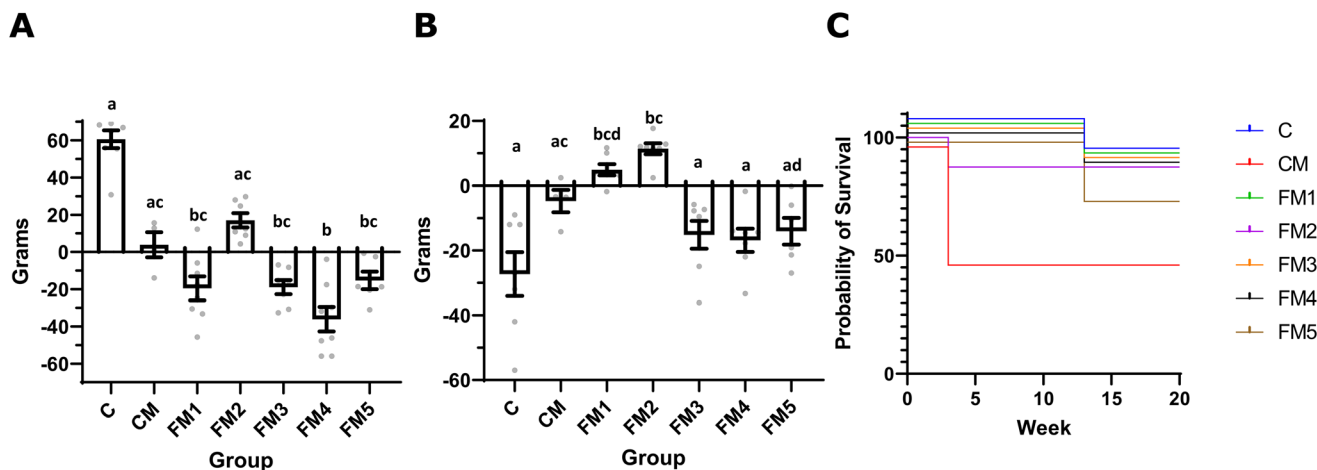 A
B
C
Grams
60
40
20
0
-20
-40
-60
a
ac
bc
ac
bc
b
bc
C
CM
FM1
FM2
FM3
FM4
FM5
Group
Grams
20
0
-20
-40
-60
a
ac
bcd
bc
a
a
ad
C
CM
FM1
FM2
FM3
FM4
FM5
Group
Probability of Survival
100
50
0
0
5
10
15
20
Week
C
CM
FM1
FM2
FM3
FM4
FM5